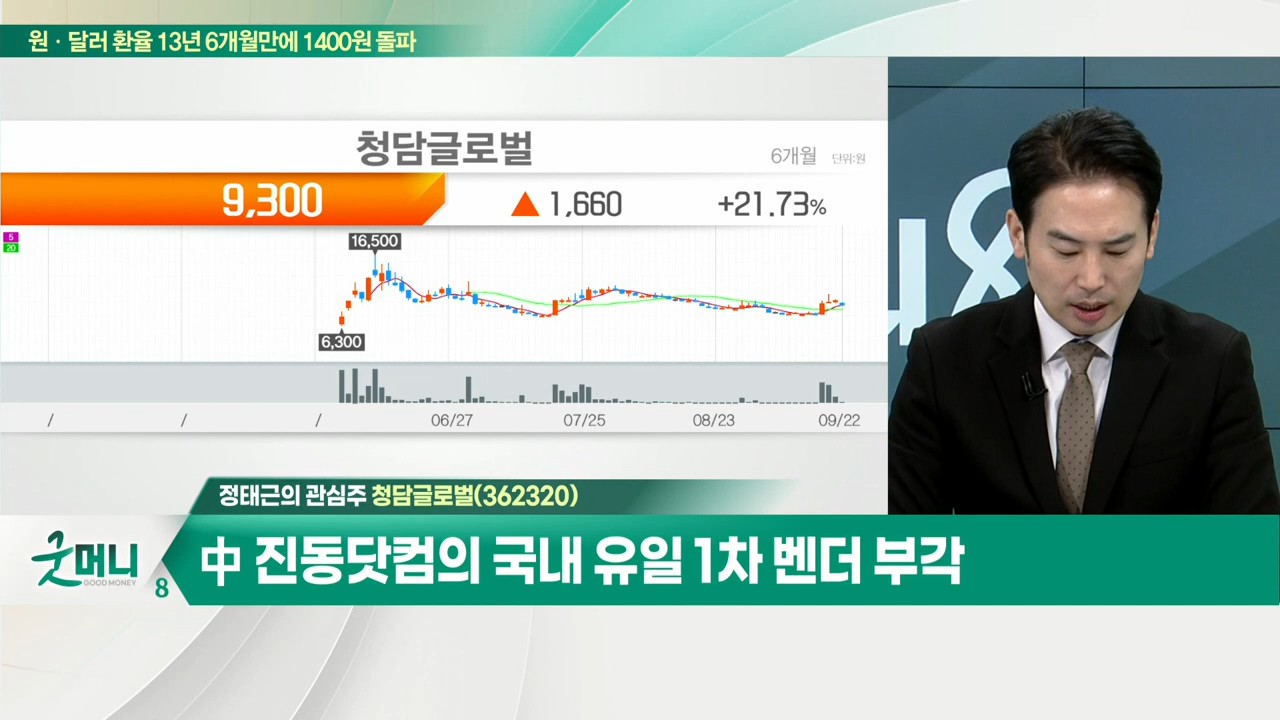 원 · 달러 환율 13년 6개월만에 1400원 돌파
청담글로벌
6개월 단위:원
9,300 ▲ 1,660 +21.73%
5
20
16,500
6,300
/ / / 06/27 07/25 08/23 09/22
정태근의 관심주 청담글로벌(362320)
굿머니
GOOD MONEY
8
中 진동닷컴의 국내 유일 1차 벤더 부각